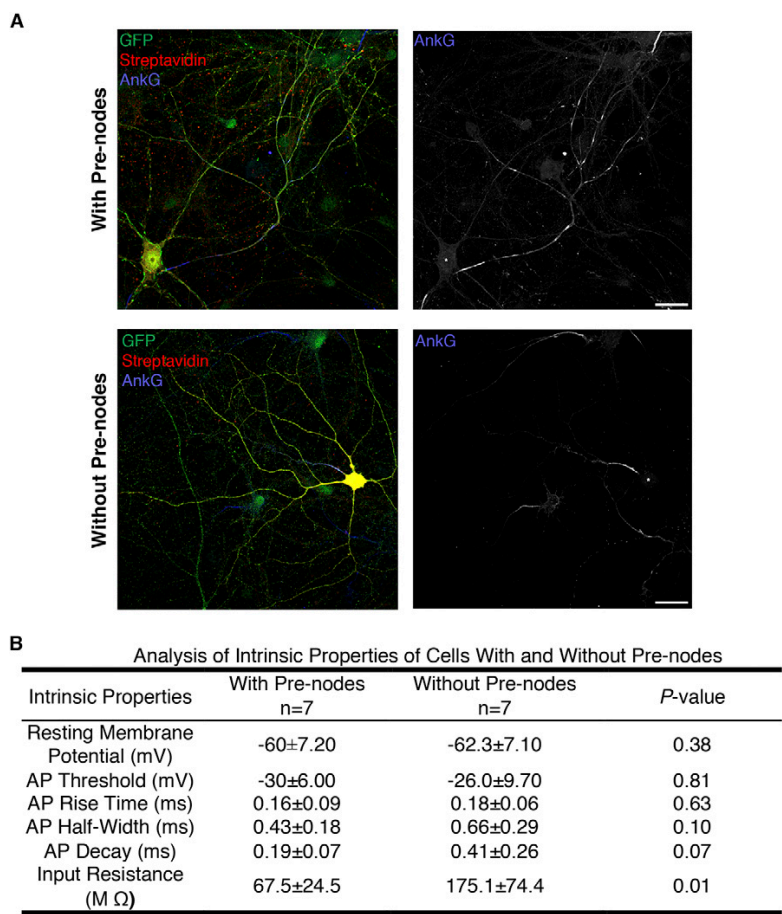 A
GFP
Streptavidin
AnkG
AnkG
With Pre-nodes
GFP
Streptavidin
AnkG
AnkG
Without Pre-nodes
B
Analysis of Intrinsic Properties of Cells With and Without Pre-nodes
Intrinsic Properties With Pre-nodes n=7 Without Pre-nodes n=7 P-value
Resting Membrane Potential (mV) -60±7.20 -62.3±7.10 0.38
AP Threshold (mV) -30±6.00 -26.0±9.70 0.81
AP Rise Time (ms) 0.16±0.09 0.18±0.06 0.63
AP Half-Width (ms) 0.43±0.18 0.66±0.29 0.10
AP Decay (ms) 0.19±0.07 0.41±0.26 0.07
Input Resistance (M Ω) 67.5±24.5 175.1±74.4 0.01